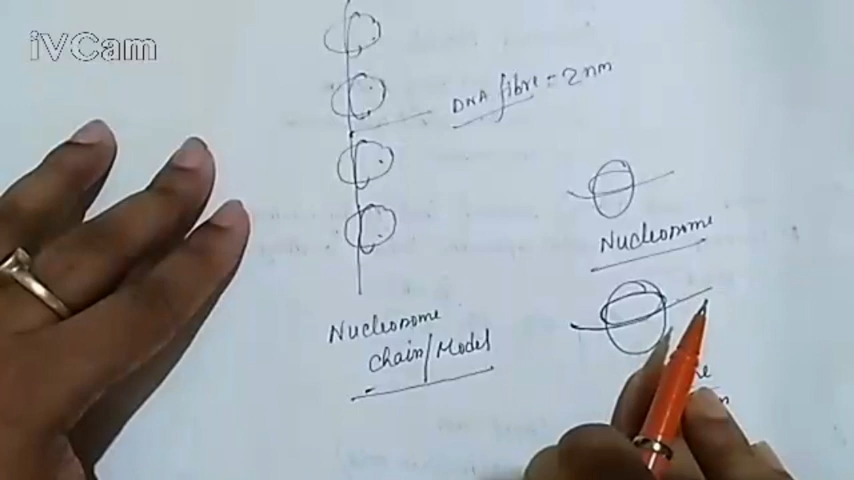 iVCam
DNA fibre = 2nm
Nucleosome
Nucleosome
chain/Model